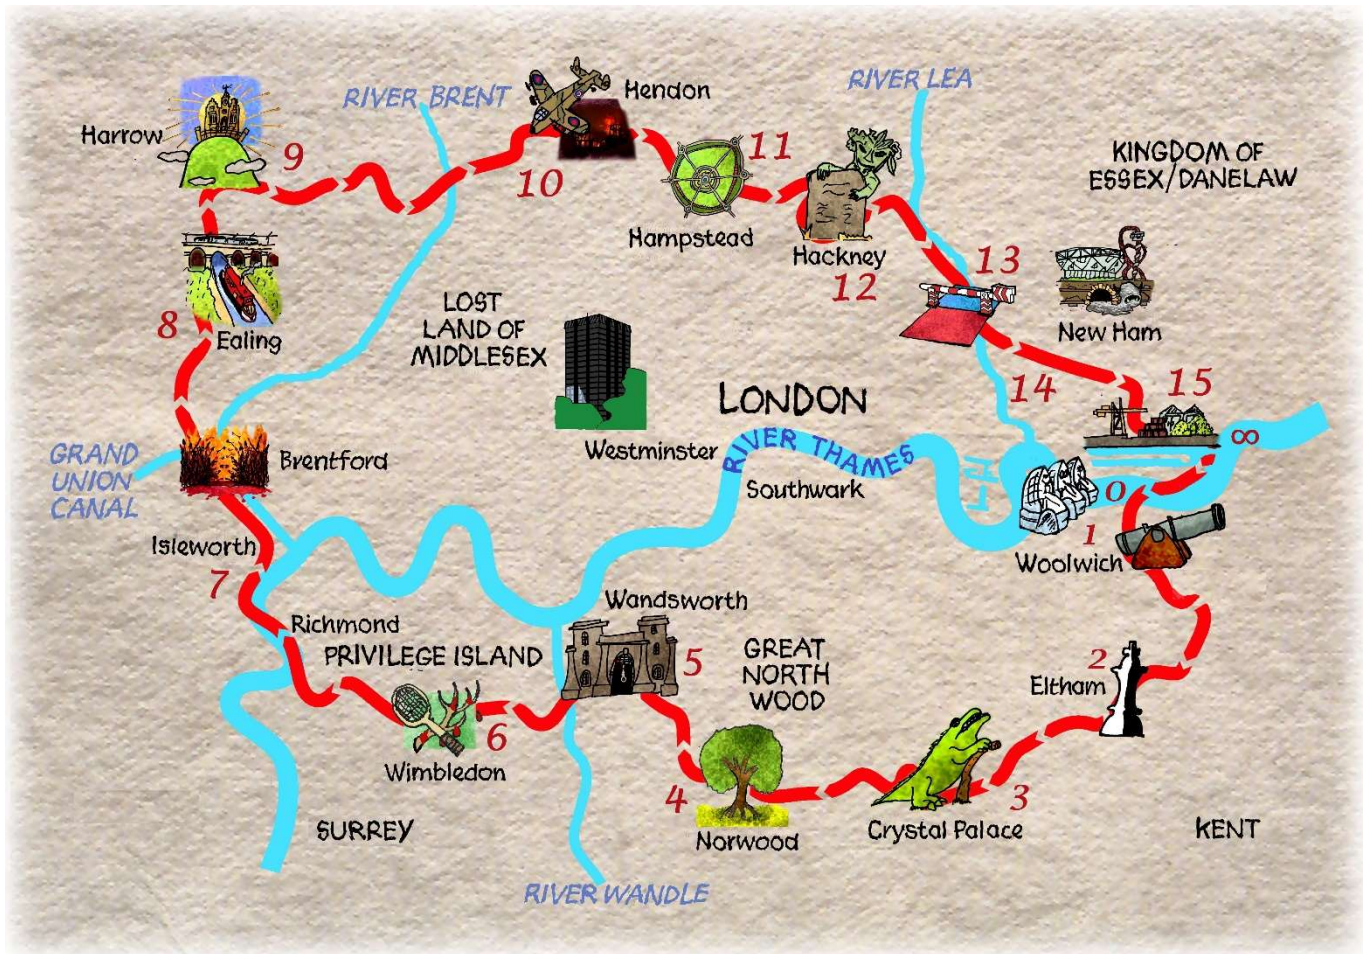 RIVER BRENT
Hendon
RIVER LEA
Harrow
9
10
11
KINGDOM OF
ESSEX/DANELAW
Hampstead
Hackney
12
13
8
Ealing
LOST
LAND OF
MIDDLESEX
New Ham
14
15
LONDON
GRAND
UNION
CANAL
Brentford
Westminster
RIVER THAMES
Southwark
∞
0
1
Isleworth
7
Woolwich
Richmond
PRIVILEGE ISLAND
Wandsworth
5
GREAT
NORTH
WOOD
2
Eltham
6
Wimbledon
4
Norwood
3
Crystal Palace
SURREY
KENT
RIVER WANDLE